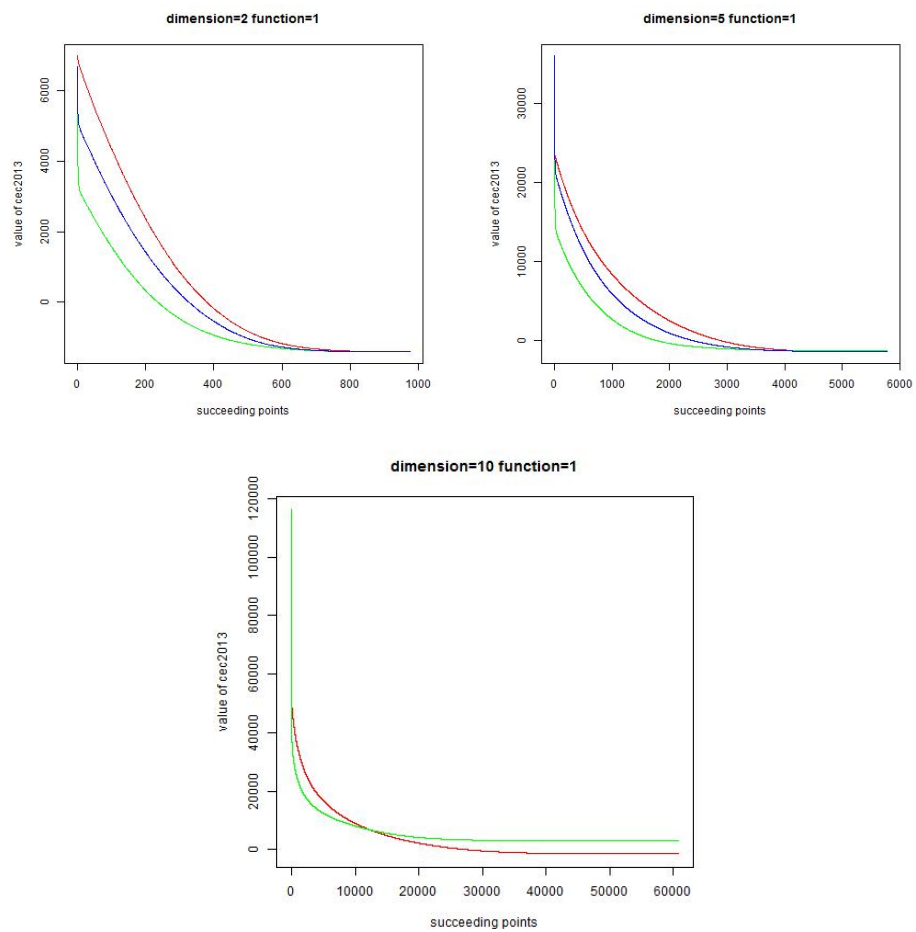 dimension=2 function=1
value of cec2013
6000
4000
2000
0
0 200 400 600 800 1000
succeeding points
dimension=5 function=1
value of cec2013
30000
20000
10000
0
0 1000 2000 3000 4000 5000 6000
succeeding points
dimension=10 function=1
value of cec2013
120000
100000
80000
60000
40000
20000
0
0 10000 20000 30000 40000 50000 60000
succeeding points